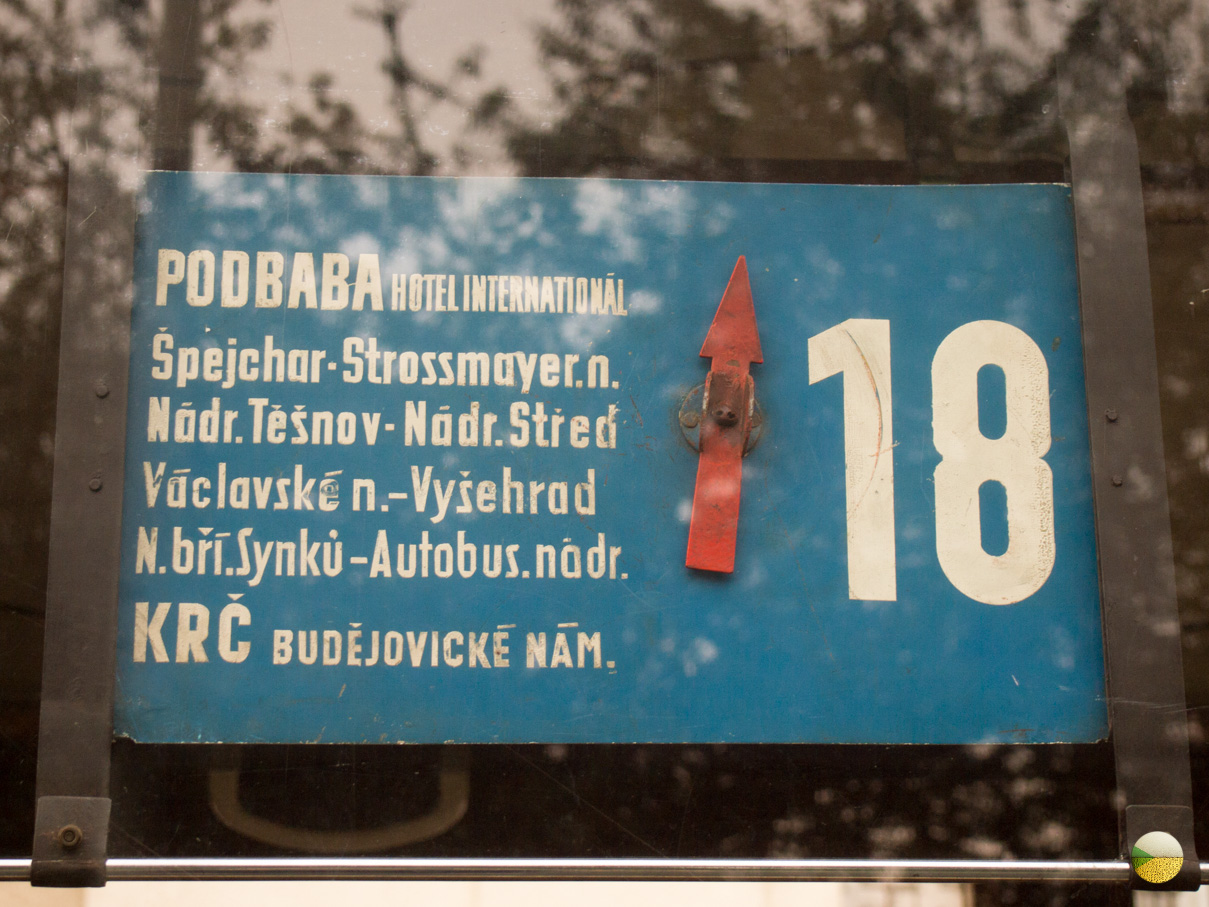 PODBABA HOTEL INTERNATIONÁL
Špejchar-Strossmayer.n.
Nádr.Těšnov-Nádr.Střed
Václavské n.-Vyšehrad
N.bří.Synků-Autobus.nádr.
KRČ BUDĚJOVICKÉ NÁM.
18